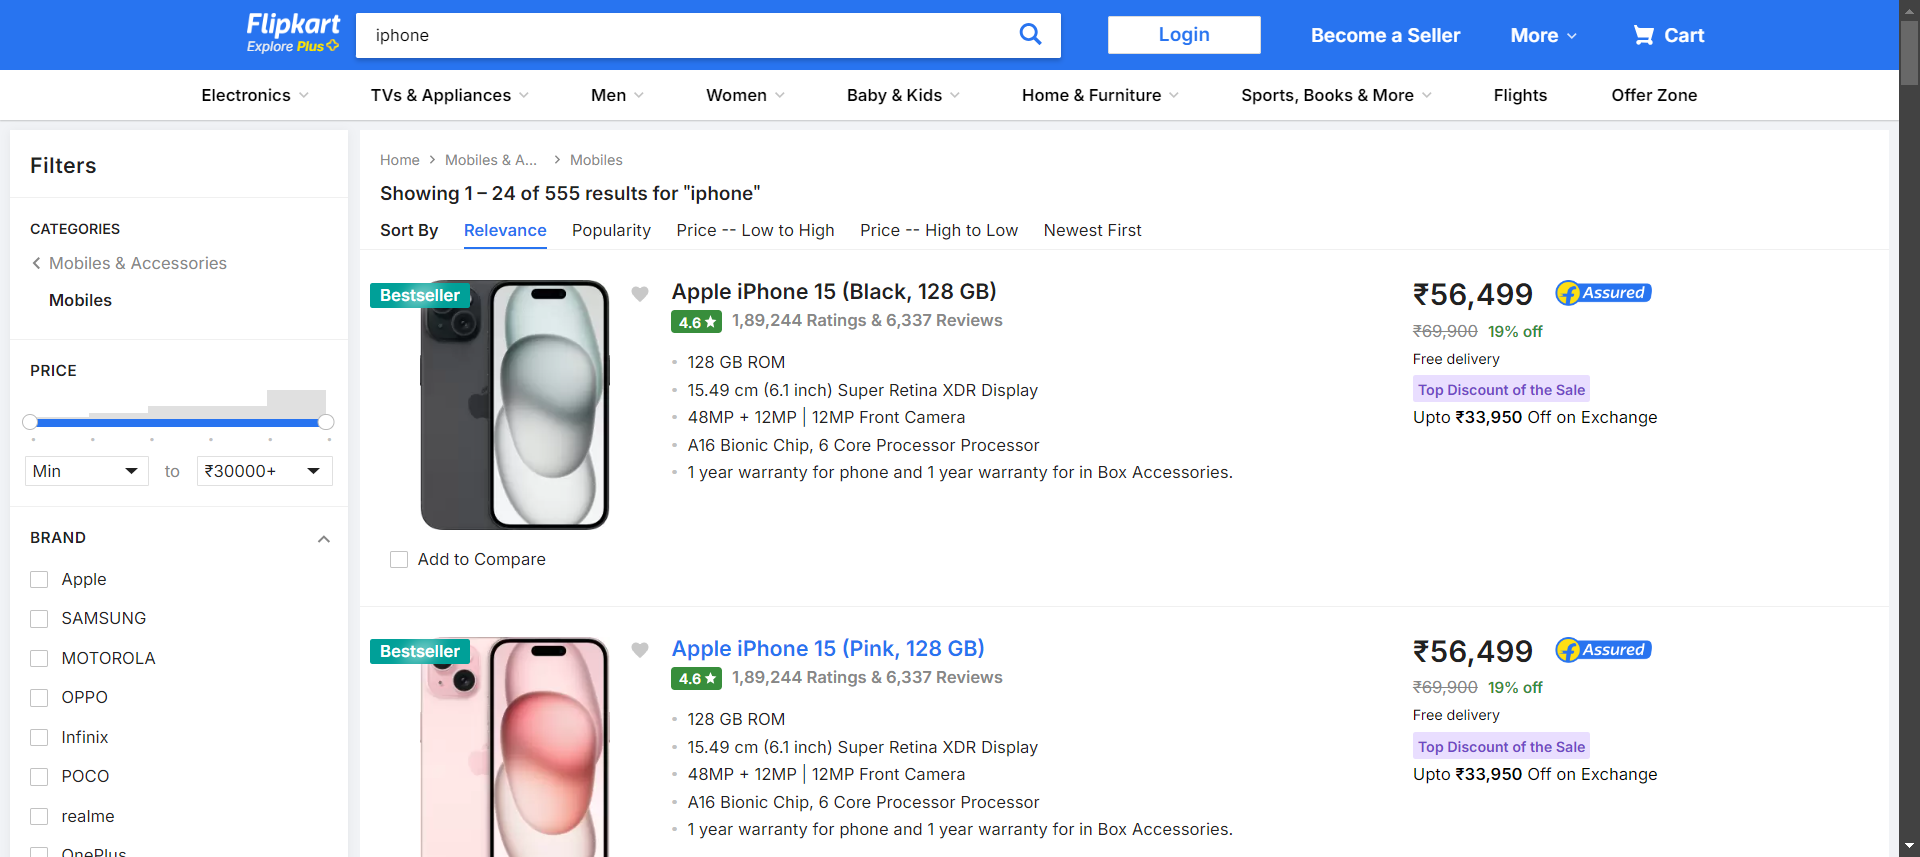 Flipkart
Explore Plus
iphone
Login
Become a Seller
More
Cart
Electronics
TVs & Appliances
Men
Women
Baby & Kids
Home & Furniture
Sports, Books & More
Flights
Offer Zone
Filters
CATEGORIES
Mobiles & Accessories
Mobiles
PRICE
Min
to
₹30000+
BRAND
Apple
SAMSUNG
MOTOROLA
OPPO
Infinix
POCO
realme
OnePlus
Home
Mobiles & A...
Mobiles
Showing 1 – 24 of 555 results for "iphone"
Sort By
Relevance
Popularity
Price -- Low to High
Price -- High to Low
Newest First
Bestseller
Add to Compare
Apple iPhone 15 (Black, 128 GB)
4.6
1,89,244 Ratings & 6,337 Reviews
128 GB ROM
15.49 cm (6.1 inch) Super Retina XDR Display
48MP + 12MP | 12MP Front Camera
A16 Bionic Chip, 6 Core Processor Processor
1 year warranty for phone and 1 year warranty for in Box Accessories.
₹56,499
Assured
₹69,900 19% off
Free delivery
Top Discount of the Sale
Upto ₹33,950 Off on Exchange
Bestseller
Apple iPhone 15 (Pink, 128 GB)
4.6
1,89,244 Ratings & 6,337 Reviews
128 GB ROM
15.49 cm (6.1 inch) Super Retina XDR Display
48MP + 12MP | 12MP Front Camera
A16 Bionic Chip, 6 Core Processor Processor
1 year warranty for phone and 1 year warranty for in Box Accessories.
₹56,499
Assured
₹69,900 19% off
Free delivery
Top Discount of the Sale
Upto ₹33,950 Off on Exchange